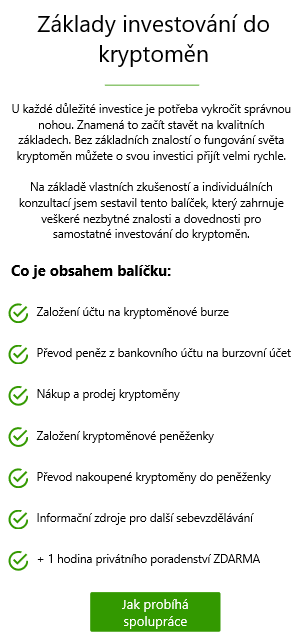 Základy investování do
kryptoměn
U každé důležité investice je potřeba vykročit správnou
nohou. Znamená to začít stavět na kvalitních
základech. Bez základních znalostí o fungování světa
kryptoměn můžete o svou investici přijít velmi rychle.
Na základě vlastních zkušeností a individuálních
konzultací jsem sestavil tento balíček, který zahrnuje
veškeré nezbytné znalosti a dovednosti pro
samostatné investování do kryptoměn.
Co je obsahem balíčku:
Založení účtu na kryptoměnové burze
Převod peněz z bankovního účtu na burzovní účet
Nákup a prodej kryptoměny
Založení kryptoměnové peněženky
Převod nakoupené kryptoměny do peněženky
Informační zdroje pro další sebevzdělávání
+ 1 hodina privátního poradenství ZDARMA
Jak probíhá
spolupráce